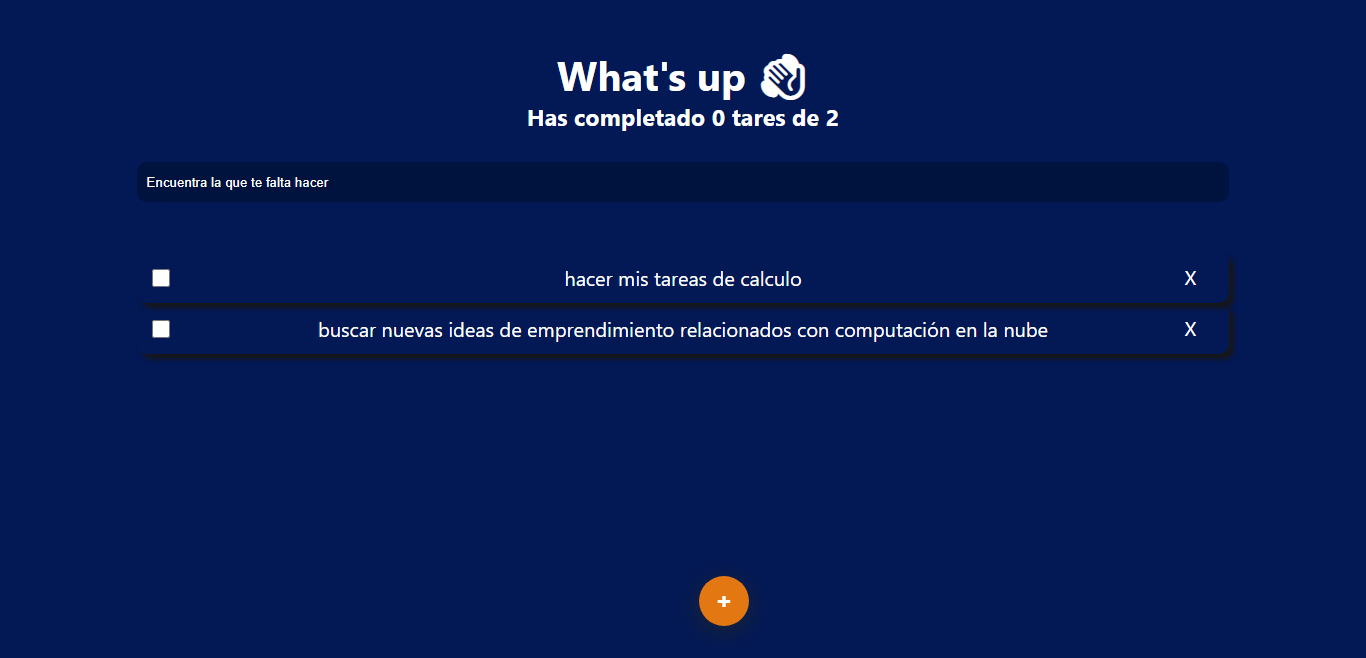 What's up 👋
Has completado 0 tares de 2
Encuentra la que te falta hacer
hacer mis tareas de calculo X
buscar nuevas ideas de emprendimiento relacionados con computación en la nube X
+